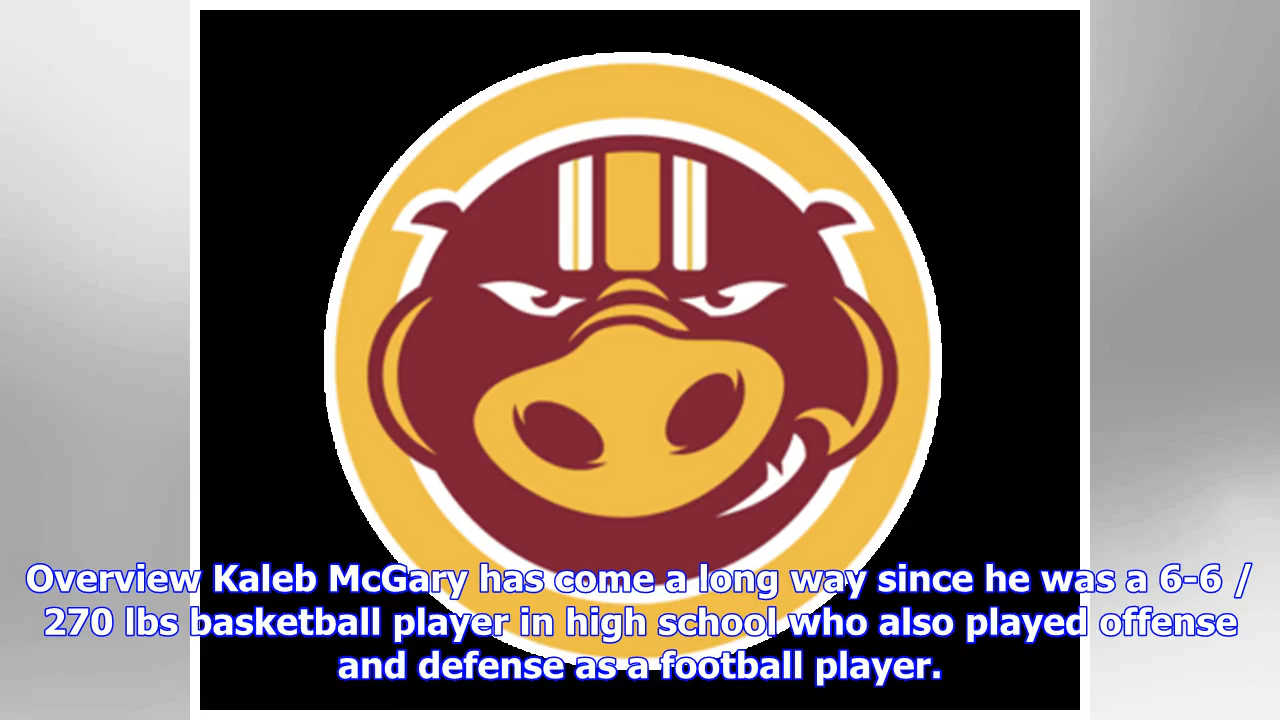 Overview Kaleb McGary has come a long way since he was a 6-6 /
270 lbs basketball player in high school who also played offense
and defense as a football player.